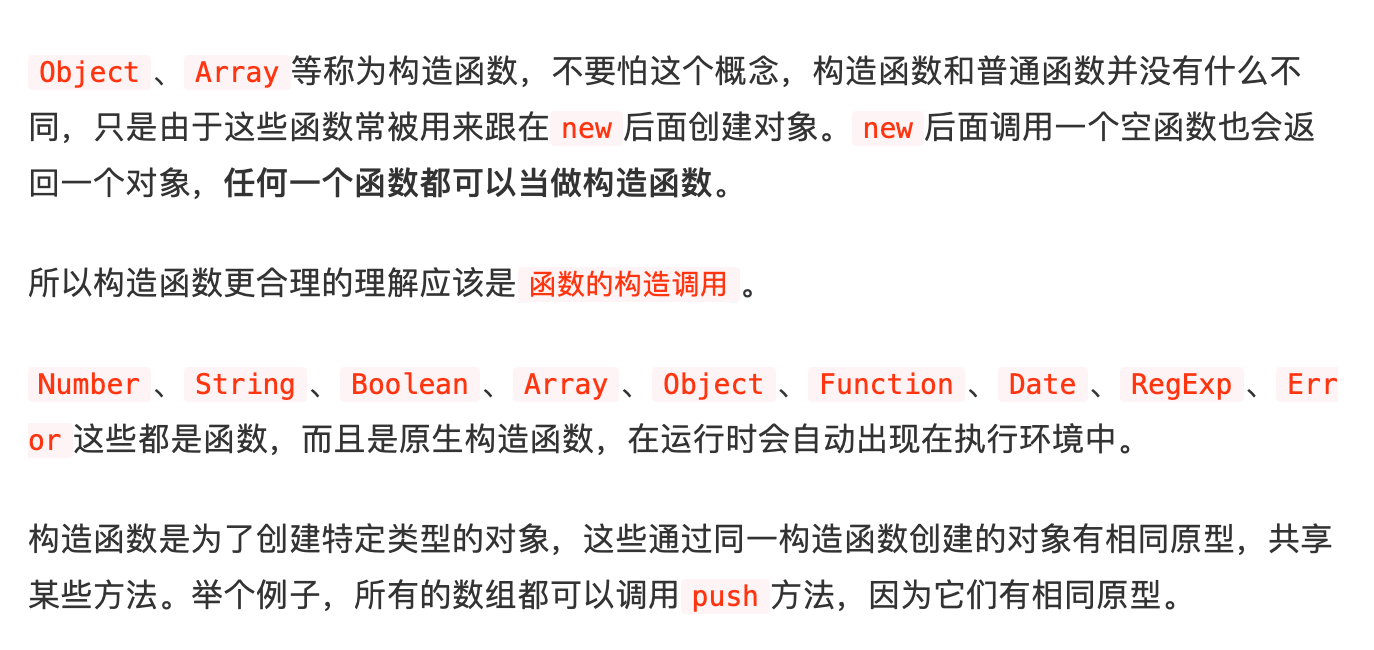 Object 、 Array 等称为构造函数，不要怕这个概念，构造函数和普通函数并没有什么不
同，只是由于这些函数常被用来跟在 new 后面创建对象。 new 后面调用一个空函数也会返
回一个对象，任何一个函数都可以当做构造函数。
所以构造函数更合理的理解应该是 函数的构造调用 。
Number 、 String 、 Boolean 、 Array 、 Object 、 Function 、 Date 、 RegExp 、 Err
or 这些都是函数，而且是原生构造函数，在运行时会自动出现在执行环境中。
构造函数是为了创建特定类型的对象，这些通过同一构造函数创建的对象有相同原型，共享
某些方法。举个例子，所有的数组都可以调用 push 方法，因为它们有相同原型。